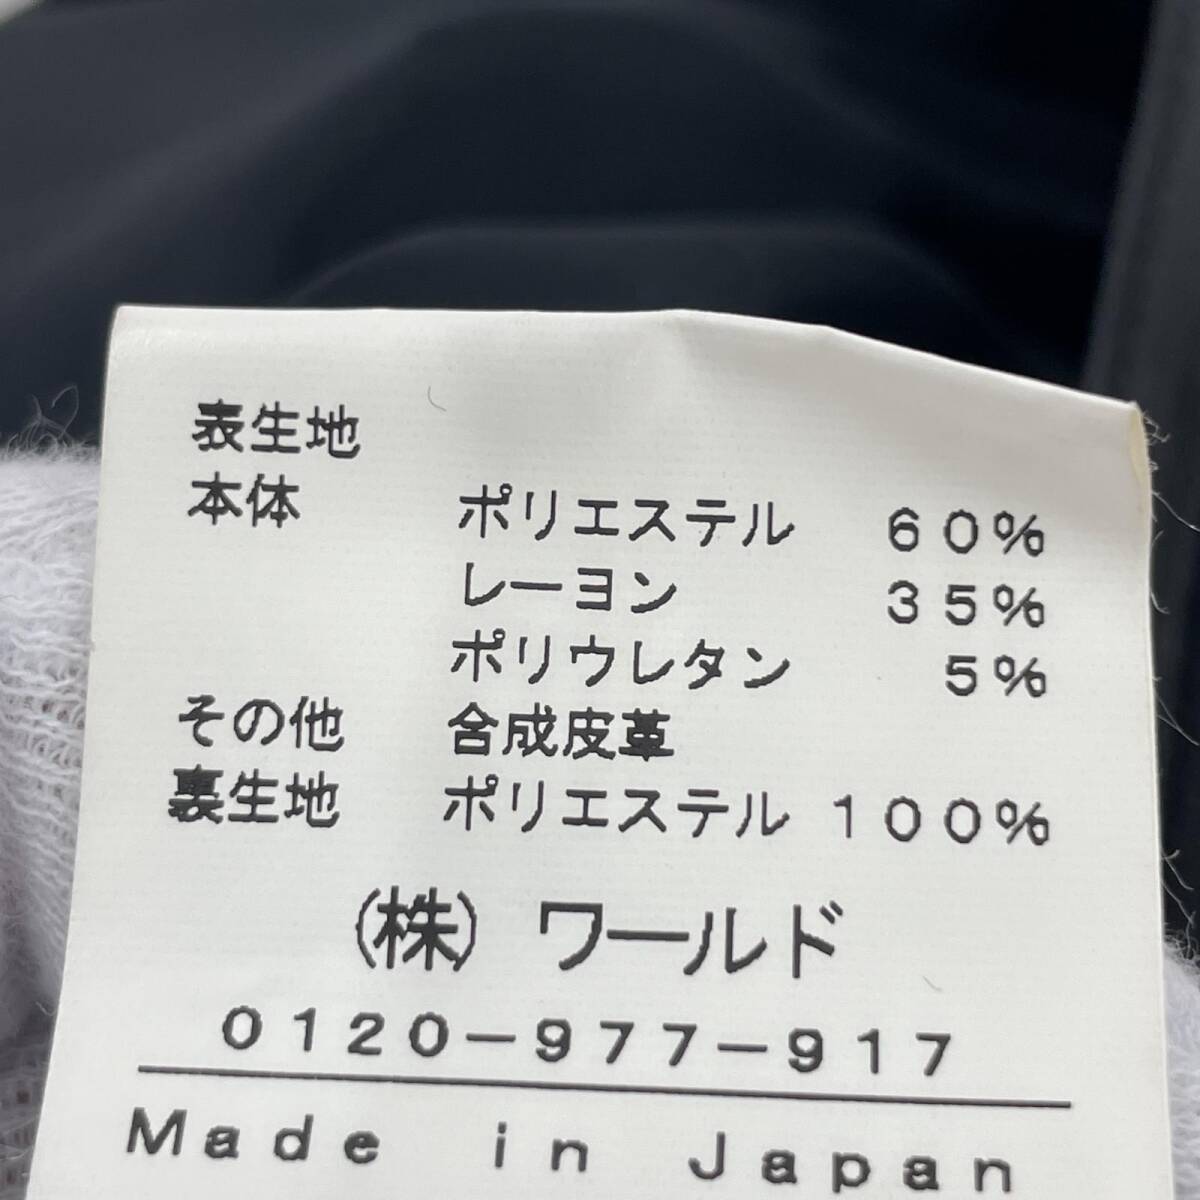 表生地
本体 ポリエステル 60%
レーヨン 35%
ポリウレタン 5%
その他 合成皮革
裏生地 ポリエステル 100%
(株) ワールド
0120-977-917
Made in Japan